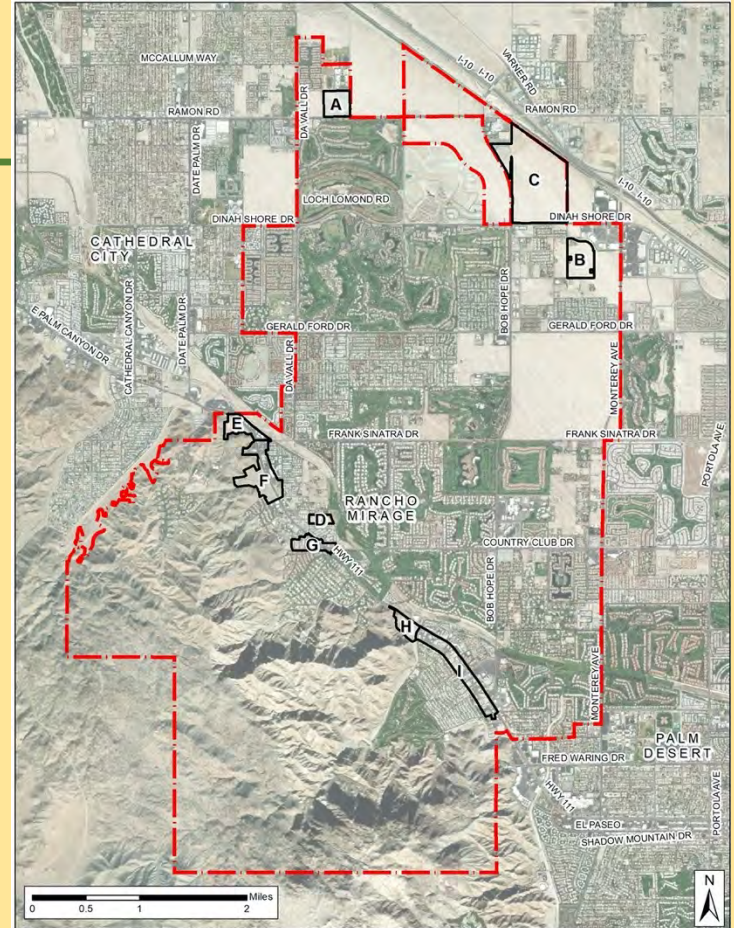 MCCALLUM WAY
I-10
I-10
VARNER RD
RAMON RD
RAMON RD
DA VALL DR
A
DATE PALM DR
C
LOCH LOMOND RD
DINAH SHORE DR
DINAH SHORE DR
I-10
I-10
CATHEDRAL
CITY
B
E PALM CANYON DR
CATHEDRAL CANYON DR
DATE PALM DR
GERALD FORD DR
BOB HOPE DR
GERALD FORD DR
DA VALL DR
MONTEREY AVE
E
FRANK SINATRA DR
FRANK SINATRA DR
PORTOLA AVE
F
RANCHO
MIRAGE
D
G
HWY 111
COUNTRY CLUB DR
BOB HOPE DR
H
I
MONTEREY AVE
PALM
DESERT
FRED WARING DR
HWY 111
PORTOLA AVE
EL PASEO
SHADOW MOUNTAIN DR
Miles
0 0.5 1 2
N